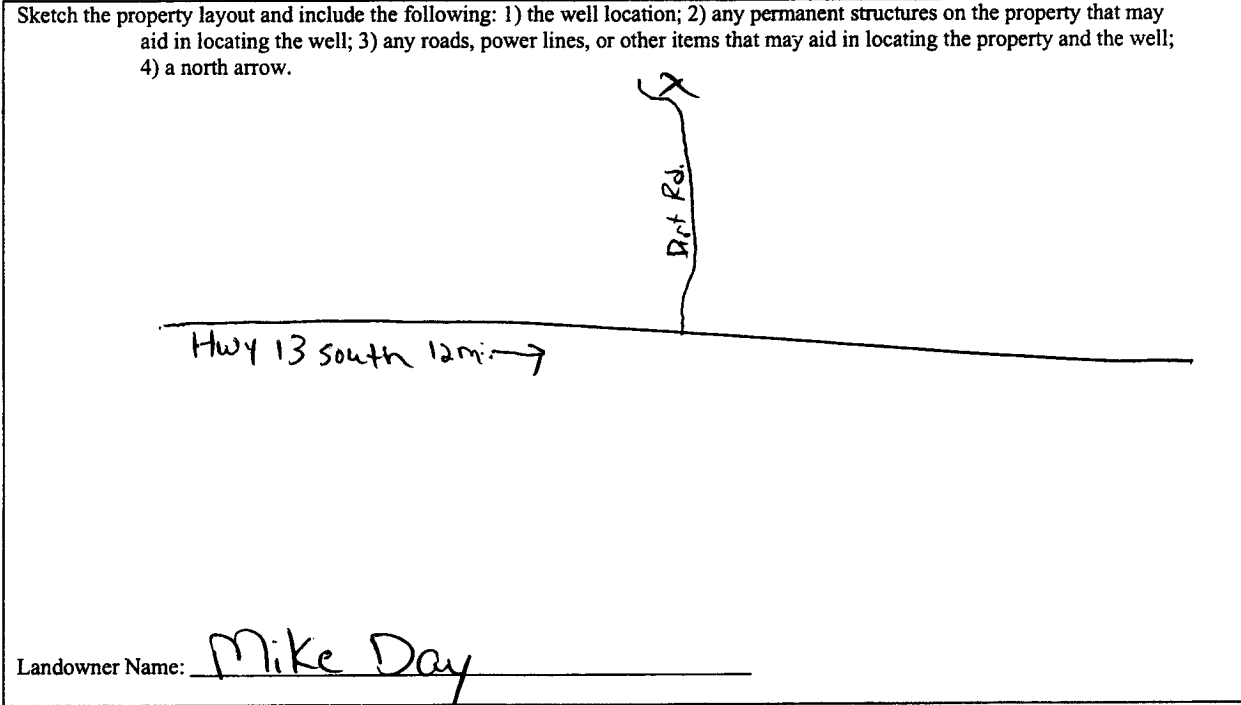 Sketch the property layout and include the following: 1) the well location; 2) any permanent structures on the property that may
aid in locating the well; 3) any roads, power lines, or other items that may aid in locating the property and the well;
4) a north arrow.
X
Dirt Rd.
Hwy 13 south 12mi→
Landowner Name: Mike Day